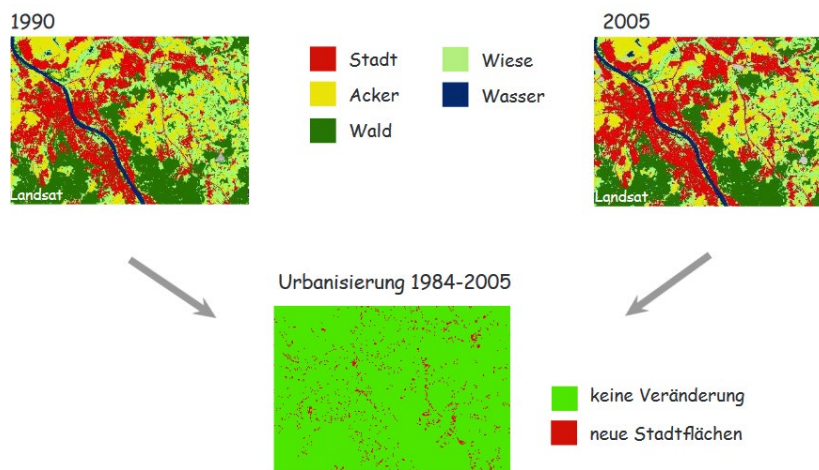 1990
2005
Stadt
Wiese
Acker
Wasser
Wald
Landsat
Landsat
Urbanisierung 1984-2005
keine Veränderung
neue Stadtflächen